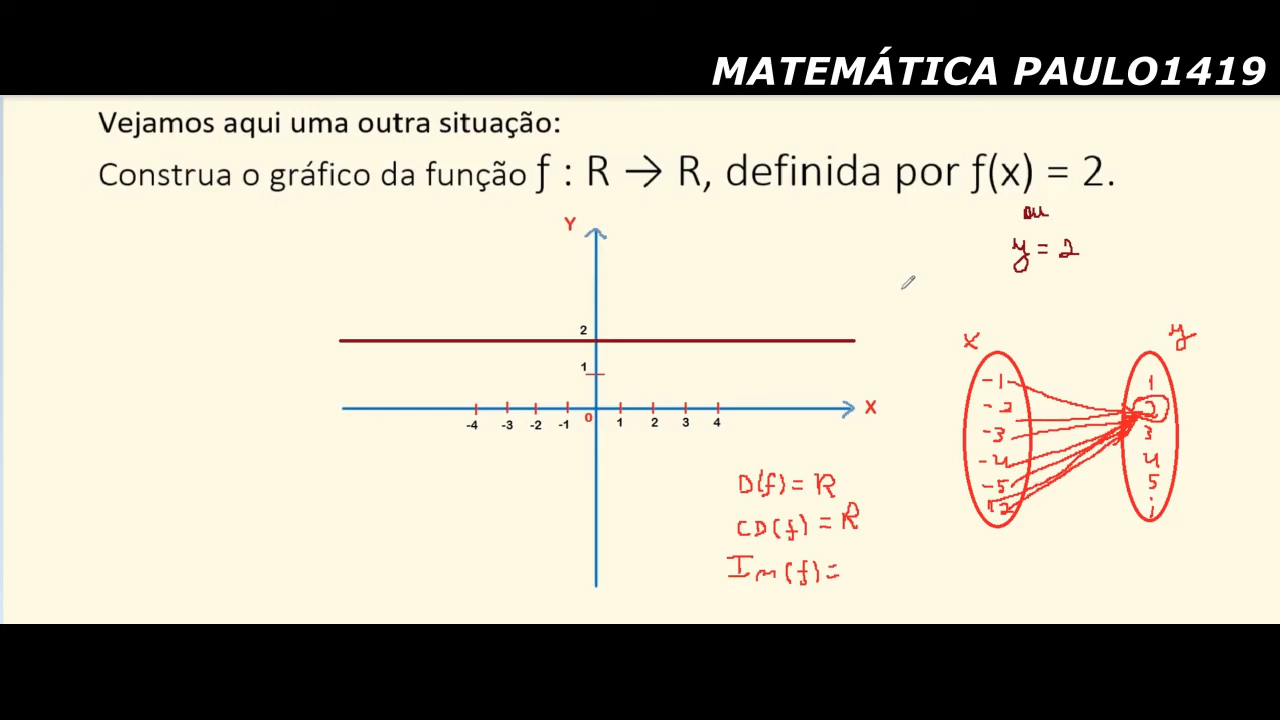 MATEMÁTICA PAULO1419
Vejamos aqui uma outra situação:
Construa o gráfico da função ƒ : R → R, definida por ƒ(x) = 2.
ou
y = 2
Y
2
1
0
X
-4 -3 -2 -1 1 2 3 4
x
-1
-2
-3
-4
-5
y
1
2
3
4
5
D(f) = R
CD(f) = R
Im(f) =